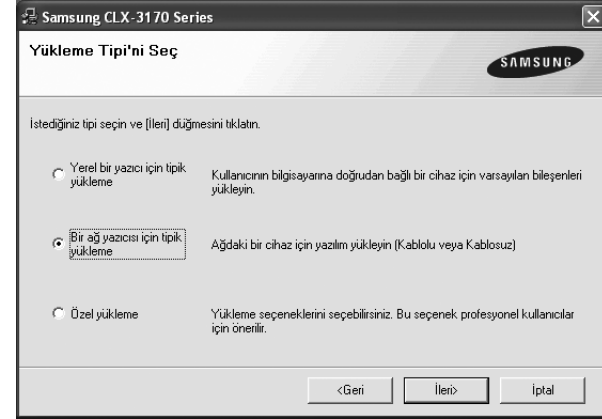 Samsung CLX-3170 Series
Yükleme Tipi'ni Seç
SAMSUNG
İstediğiniz tipi seçin ve [İleri] düğmesini tıklatın.
Yerel bir yazıcı için tipik
yükleme
Kullanıcının bilgisayarına doğrudan bağlı bir cihaz için varsayılan bileşenleri
yükleyin.
Bir ağ yazıcısı için tipik
yükleme
Ağdaki bir cihaz için yazılım yükleyin (Kablolu veya Kablosuz)
Özel yükleme
Yükleme seçeneklerini seçebilirsiniz. Bu seçenek profesyonel kullanıcılar
için önerilir.
<Geri
İleri>
İptal